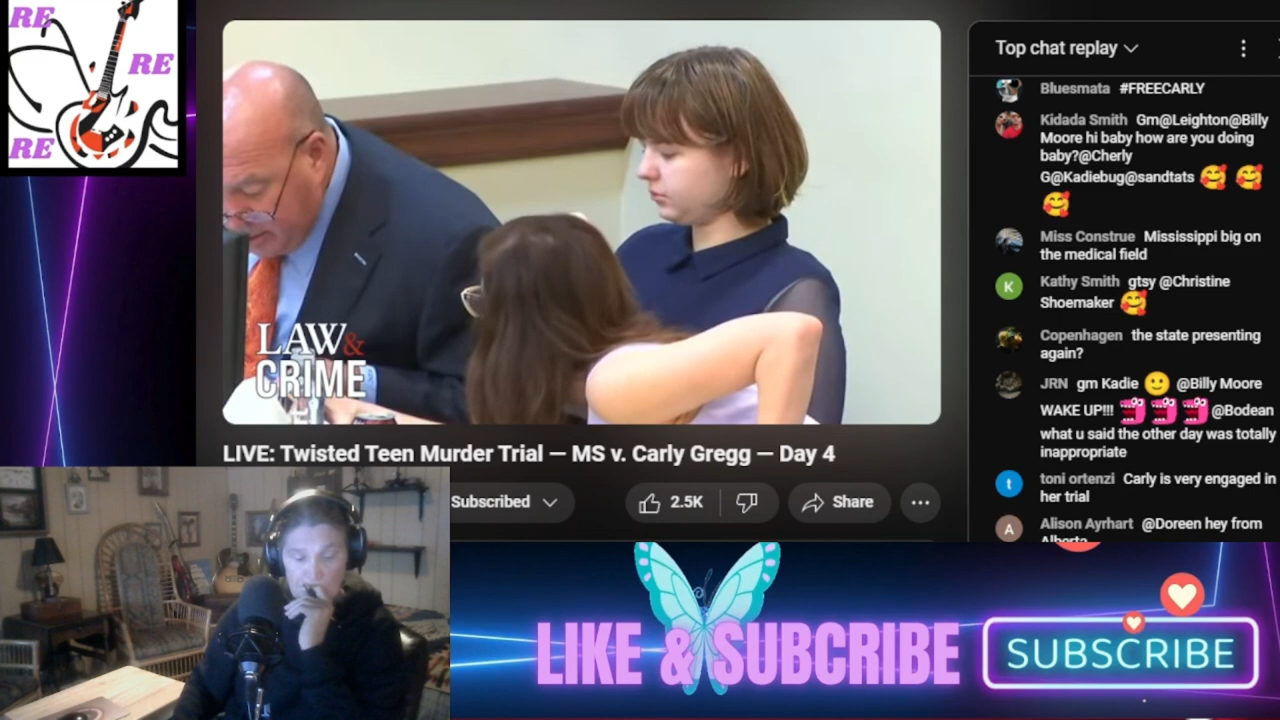 RE
RE
RE
LAW&
CRIME
LIVE: Twisted Teen Murder Trial — MS v. Carly Gregg — Day 4
Subscribed
2.5K
Share
Top chat replay
Bluesmata #FREECARLY
Kidada Smith Gm@Leighton@Billy
Moore hi baby how are you doing
baby?@Cherly
G@Kadiebug@sandtats
Miss Construe Mississippi big on
the medical field
K
Kathy Smith gtsy @Christine
Shoemaker
Copenhagen the state presenting
again?
JRN gm Kadie @Billy Moore
WAKE UP!!! @Bodean
what u said the other day was totally
inappropriate
t
toni ortenzi Carly is very engaged in
her trial
A
Alison Ayrhart @Doreen hey from
Alberta
LIKE & SUBCRIBE
SUBSCRIBE